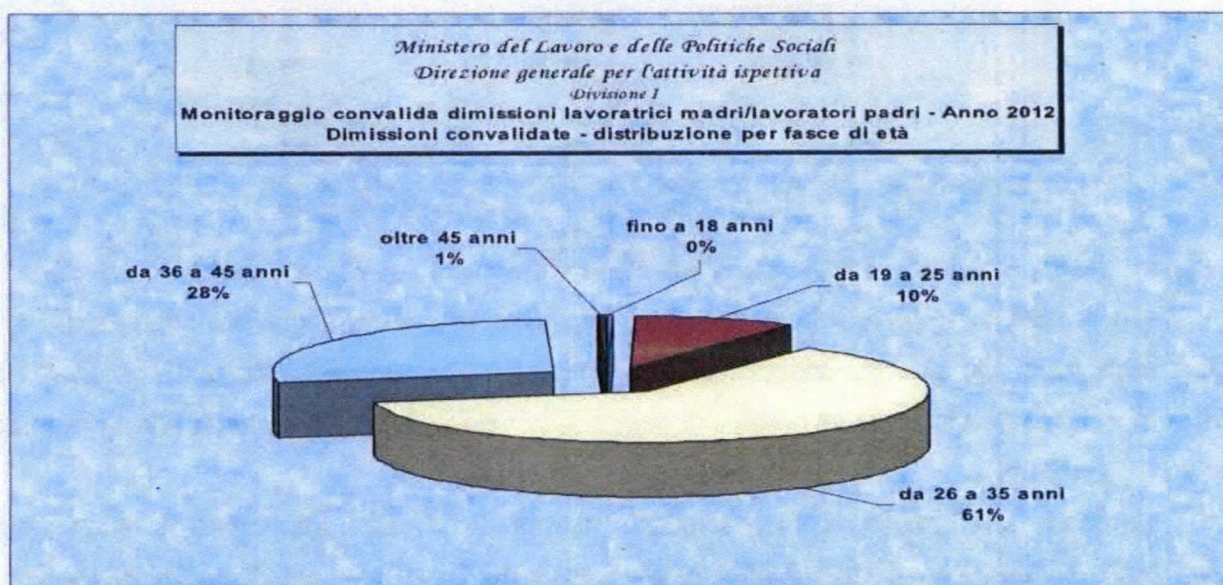 Ministero del Lavoro e delle Politiche Sociali
Direzione generale per l'attività ispettiva
Divisione I
Monitoraggio convalida dimissioni lavoratrici madri/lavoratori padri - Anno 2012
Dimissioni convalidate - distribuzione per fasce di età
oltre 45 anni
1%
fino a 18 anni
0%
da 36 a 45 anni
28%
da 19 a 25 anni
10%
da 26 a 35 anni
61%